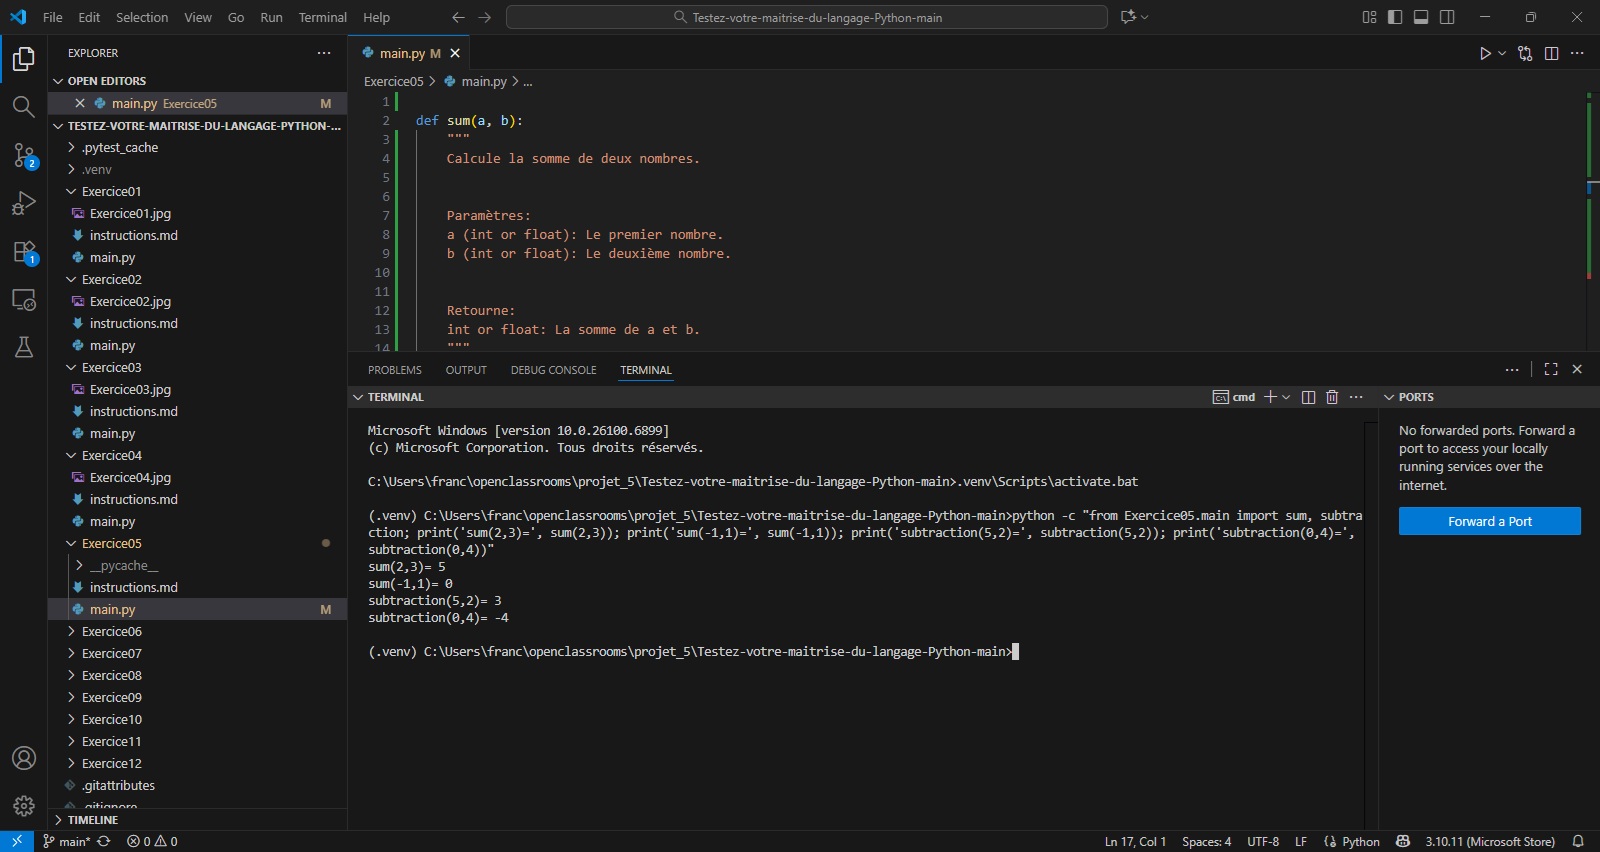 File Edit Selection View Go Run Terminal Help
Testez-votre-maitrise-du-langage-Python-main
EXPLORER
OPEN EDITORS
main.py Exercice05 M
TESTEZ-VOTRE-MAITRISE-DU-LANGAGE-PYTHON-...
.pytest_cache
.venv
Exercice01
Exercice01.jpg
instructions.md
main.py
Exercice02
Exercice02.jpg
instructions.md
main.py
Exercice03
Exercice03.jpg
instructions.md
main.py
Exercice04
Exercice04.jpg
instructions.md
main.py
Exercice05
__pycache__
instructions.md
main.py M
Exercice06
Exercice07
Exercice08
Exercice09
Exercice10
Exercice11
Exercice12
.gitattributes
.gitignore
TIMELINE
2
1
main.py M
Exercice05 > main.py > ...
1
2 def sum(a, b):
3 """
4 Calcule la somme de deux nombres.
5
6
7 Paramètres:
8 a (int or float): Le premier nombre.
9 b (int or float): Le deuxième nombre.
10
11
12 Retourne:
13 int or float: La somme de a et b.
14 """
PROBLEMS OUTPUT DEBUG CONSOLE TERMINAL
TERMINAL cmd
Microsoft Windows [version 10.0.26100.6899]
(c) Microsoft Corporation. Tous droits réservés.
C:\Users\franc\openclassrooms\projet_5\Testez-votre-maitrise-du-langage-Python-main>.venv\Scripts\activate.bat
(.venv) C:\Users\franc\openclassrooms\projet_5\Testez-votre-maitrise-du-langage-Python-main>python -c "from Exercice05.main import sum, subtra
ction; print('sum(2,3)=', sum(2,3)); print('sum(-1,1)=', sum(-1,1)); print('subtraction(5,2)=', subtraction(5,2)); print('subtraction(0,4)=',
subtraction(0,4))"
sum(2,3)= 5
sum(-1,1)= 0
subtraction(5,2)= 3
subtraction(0,4)= -4
(.venv) C:\Users\franc\openclassrooms\projet_5\Testez-votre-maitrise-du-langage-Python-main>
PORTS
No forwarded ports. Forward a
port to access your locally
running services over the
internet.
Forward a Port
main* 0 0
Ln 17, Col 1 Spaces: 4 UTF-8 LF Python 3.10.11 (Microsoft Store)